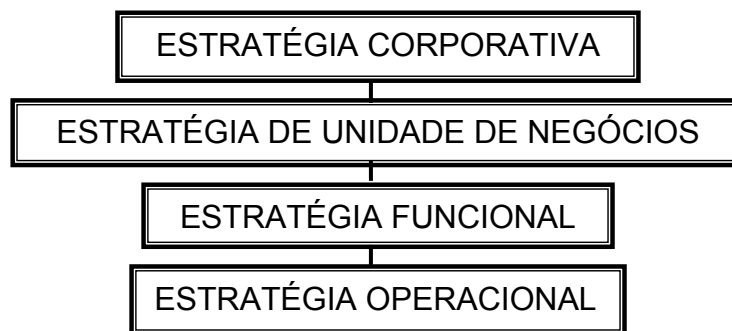 ESTRATÉGIA CORPORATIVA
ESTRATÉGIA DE UNIDADE DE NEGÓCIOS
ESTRATÉGIA FUNCIONAL
ESTRATÉGIA OPERACIONAL